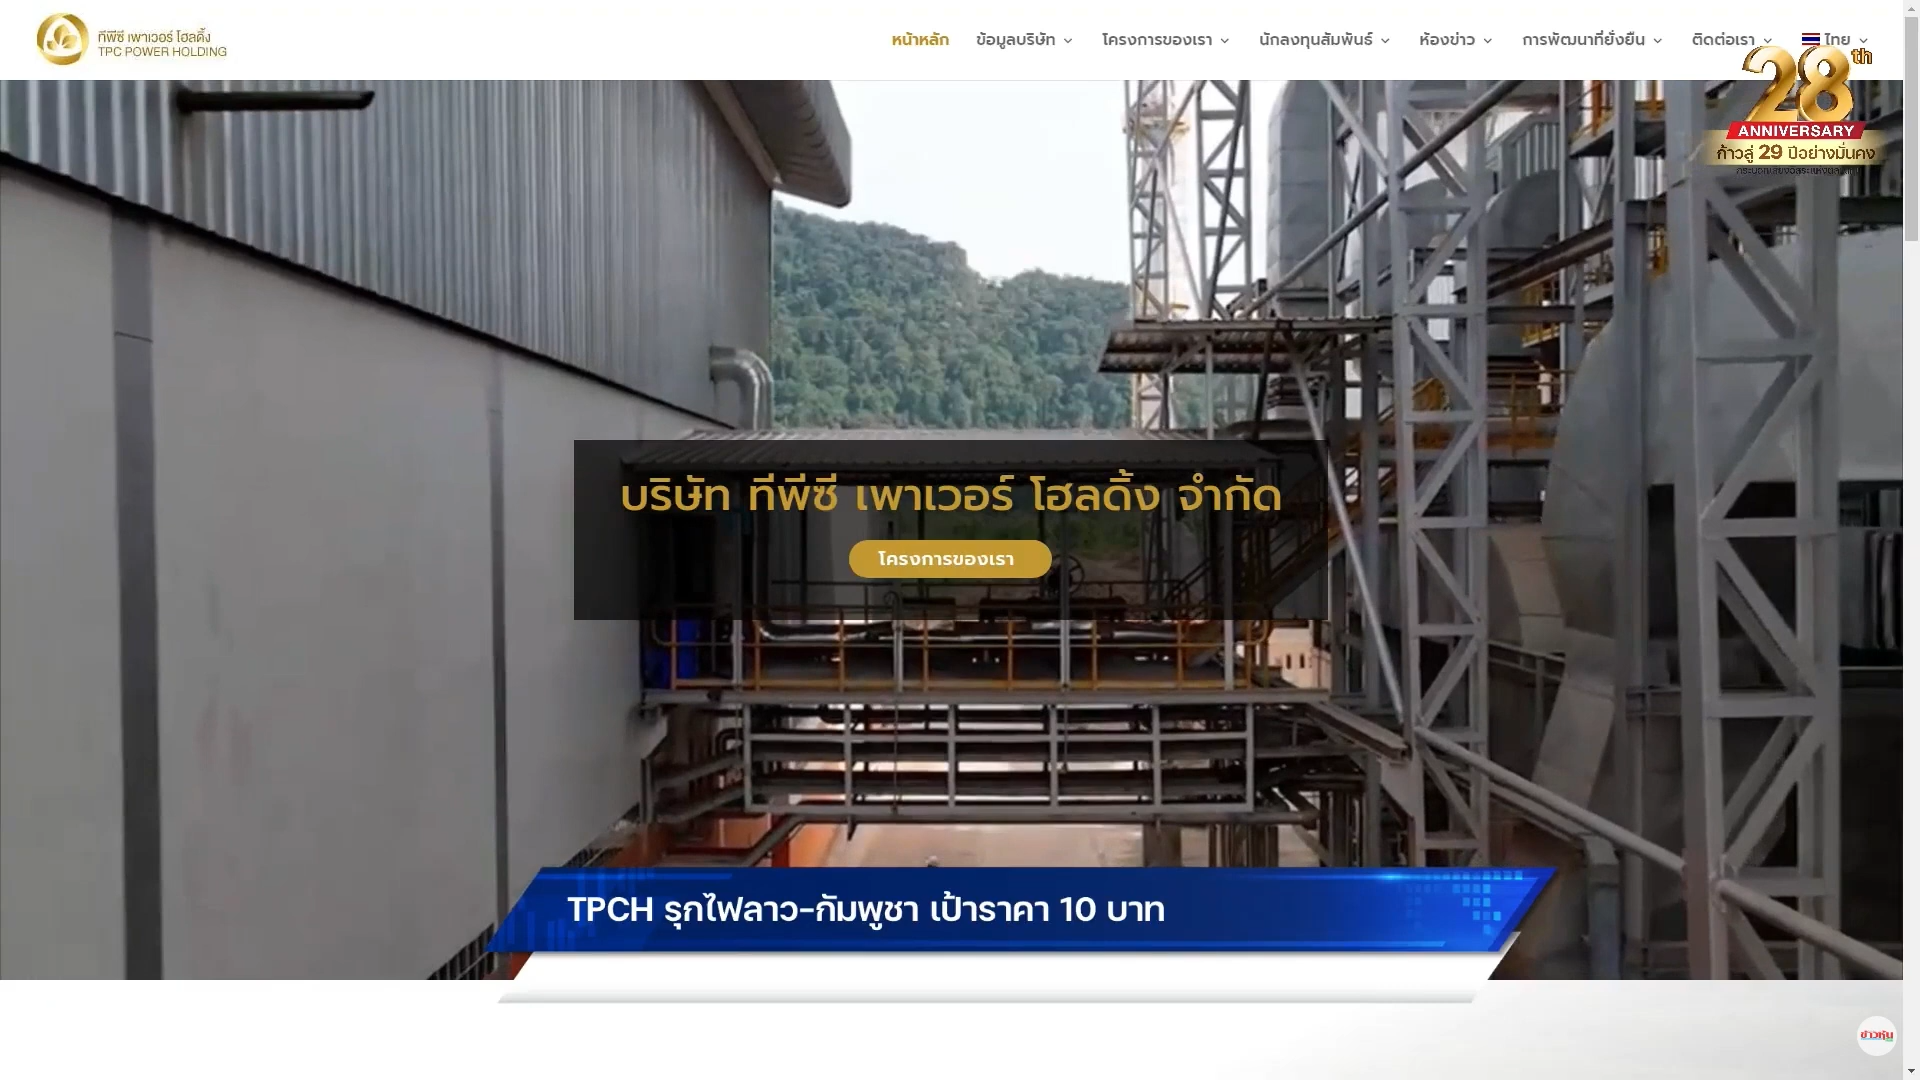 ทีพีซี เพาเวอร์ โฮลดิ้ง
TPC POWER HOLDING
หน้าหลัก
ข้อมูลบริษัท
โครงการของเรา
นักลงทุนสัมพันธ์
ห้องข่าว
การพัฒนาที่ยั่งยืน
ติดต่อเรา
ไทย
28th
ANNIVERSARY
ก้าวสู่ 29 ปีอย่างมั่นคง
บริษัท ทีพีซี เพาเวอร์ โฮลดิ้ง จำกัด
โครงการของเรา
TPCH รุกไฟลาว-กัมพูชา เป้าราคา 10 บาท
ข่าวหุ้น